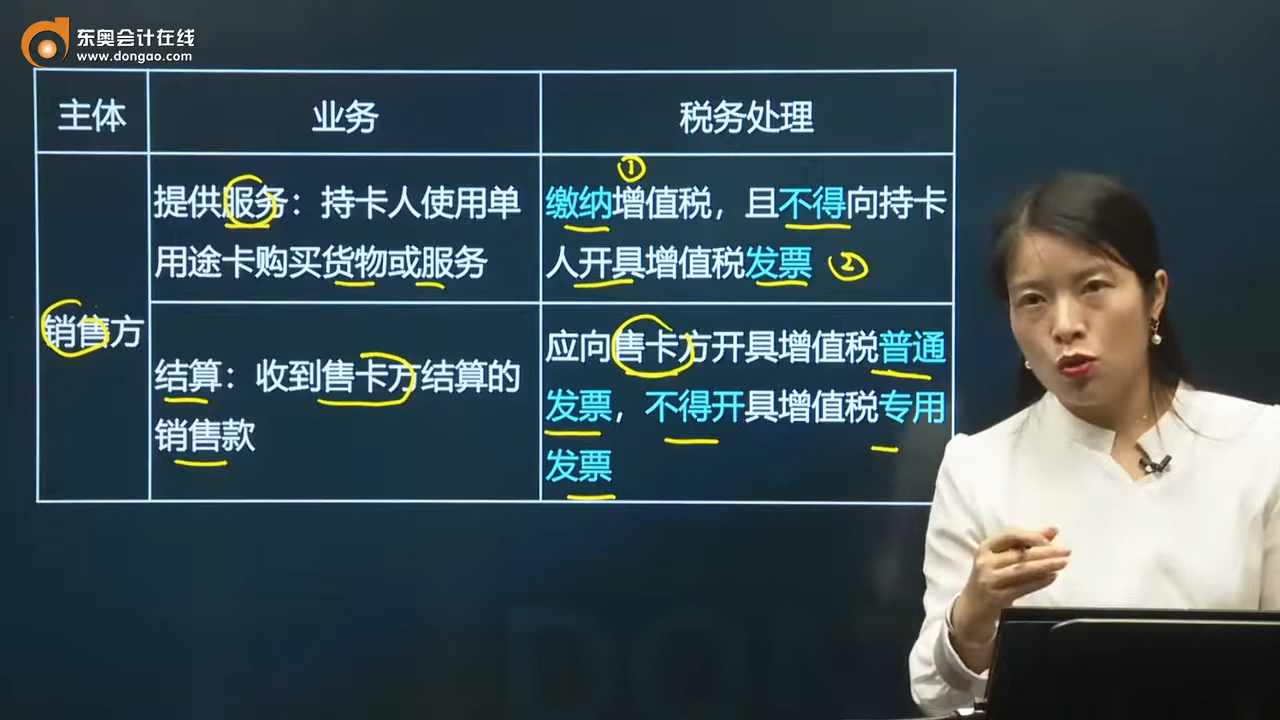 东奥会计在线
www.dongao.com
主体
业务
税务处理
销售方
提供服务：持卡人使用单
用途卡购买货物或服务
①
缴纳增值税，且不得向持卡
人开具增值税发票 ②
结算：收到售卡方结算的
销售款
应向售卡方开具增值税普通
发票，不得开具增值税专用
发票